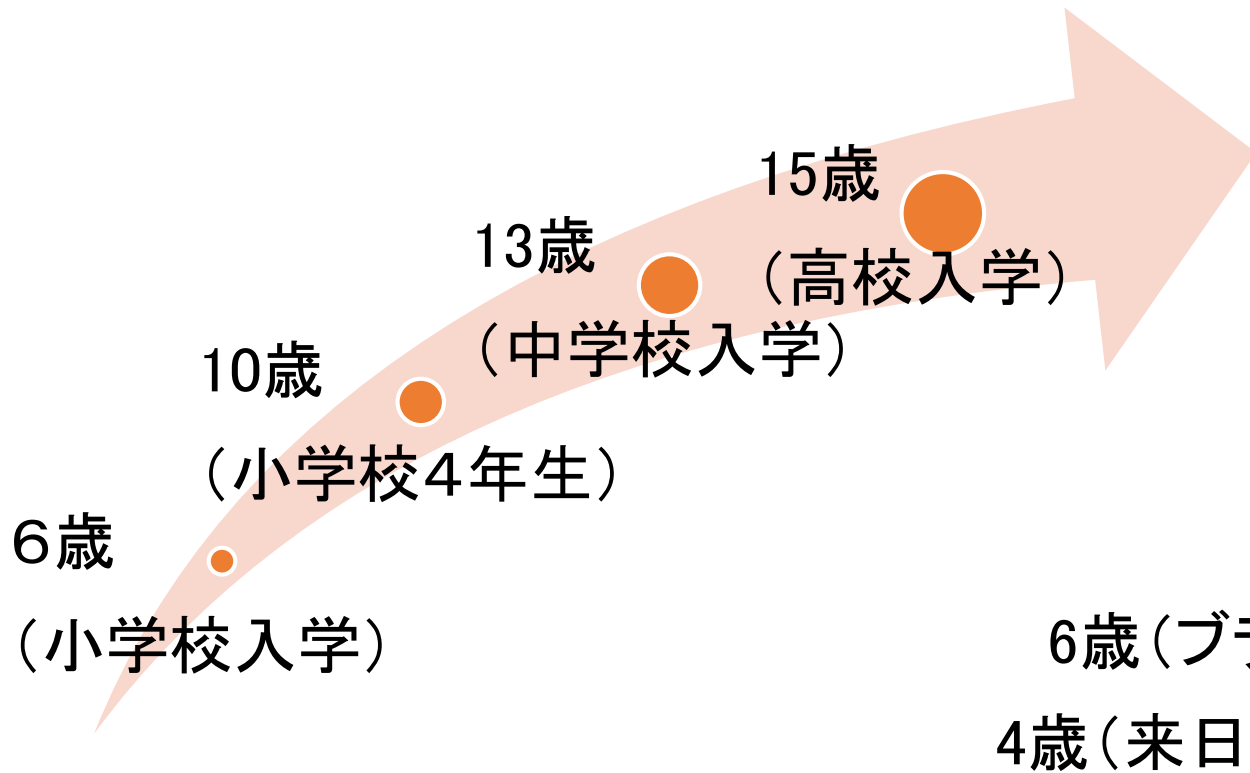 15歳
(高校入学)
13歳
(中学校入学)
10歳
(小学校４年生)
６歳
(小学校入学)
6歳(ブラ
4歳(来日